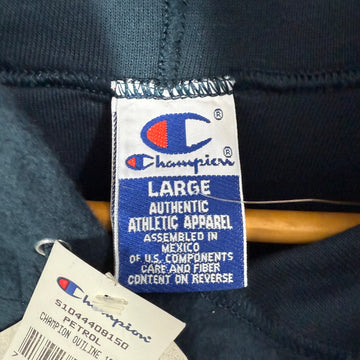 Champion
LARGE
AUTHENTIC
ATHLETIC APPAREL
ASSEMBLED IN
MEXICO
OF U.S. COMPONENTS
CARE AND FIBER
CONTENT ON REVERSE
Champion
S1044408150
PETROL
CHAMPION OUTLINE